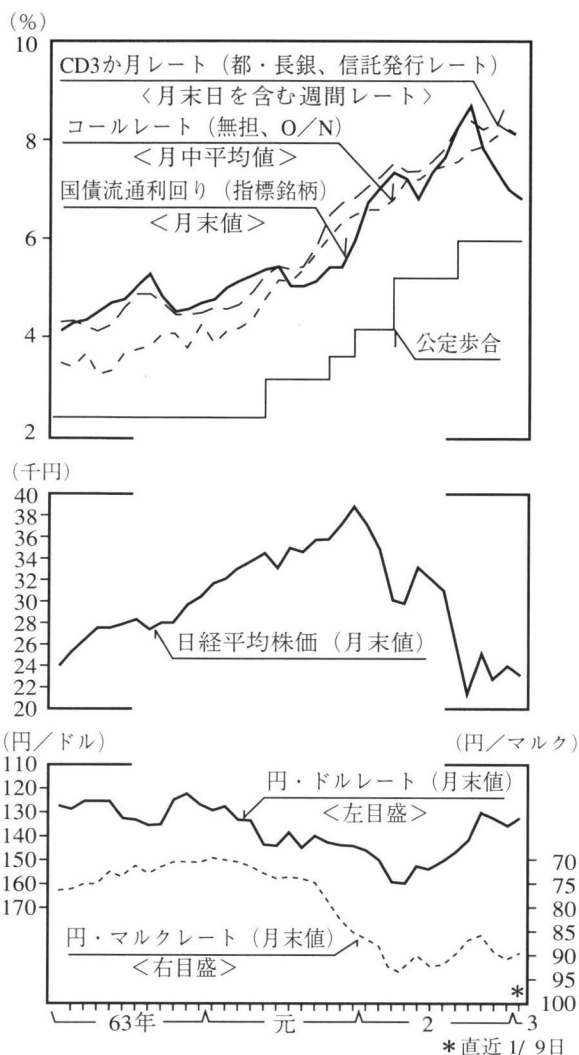 (%)
10
CD3か月レート（都・長銀、信託発行レート）
〈月末日を含む週間レート〉
コールレート（無担、O／N）
8
＜月中平均値＞
国債流通利回り（指標銘柄）
＜月末値＞
6
4
公定歩合
2
(千円)
40
38
36
34
32
30
28
26
日経平均株価（月末値）
24
22
20
(円／ドル)
(円／マルク)
110
円・ドルレート（月末値）
120
＜左目盛＞
130
140
150
70
160
75
170
80
円・マルクレート（月末値）
85
＜右目盛＞
90
95
*
100
63年
元
2
3
*直近 1/ 9日